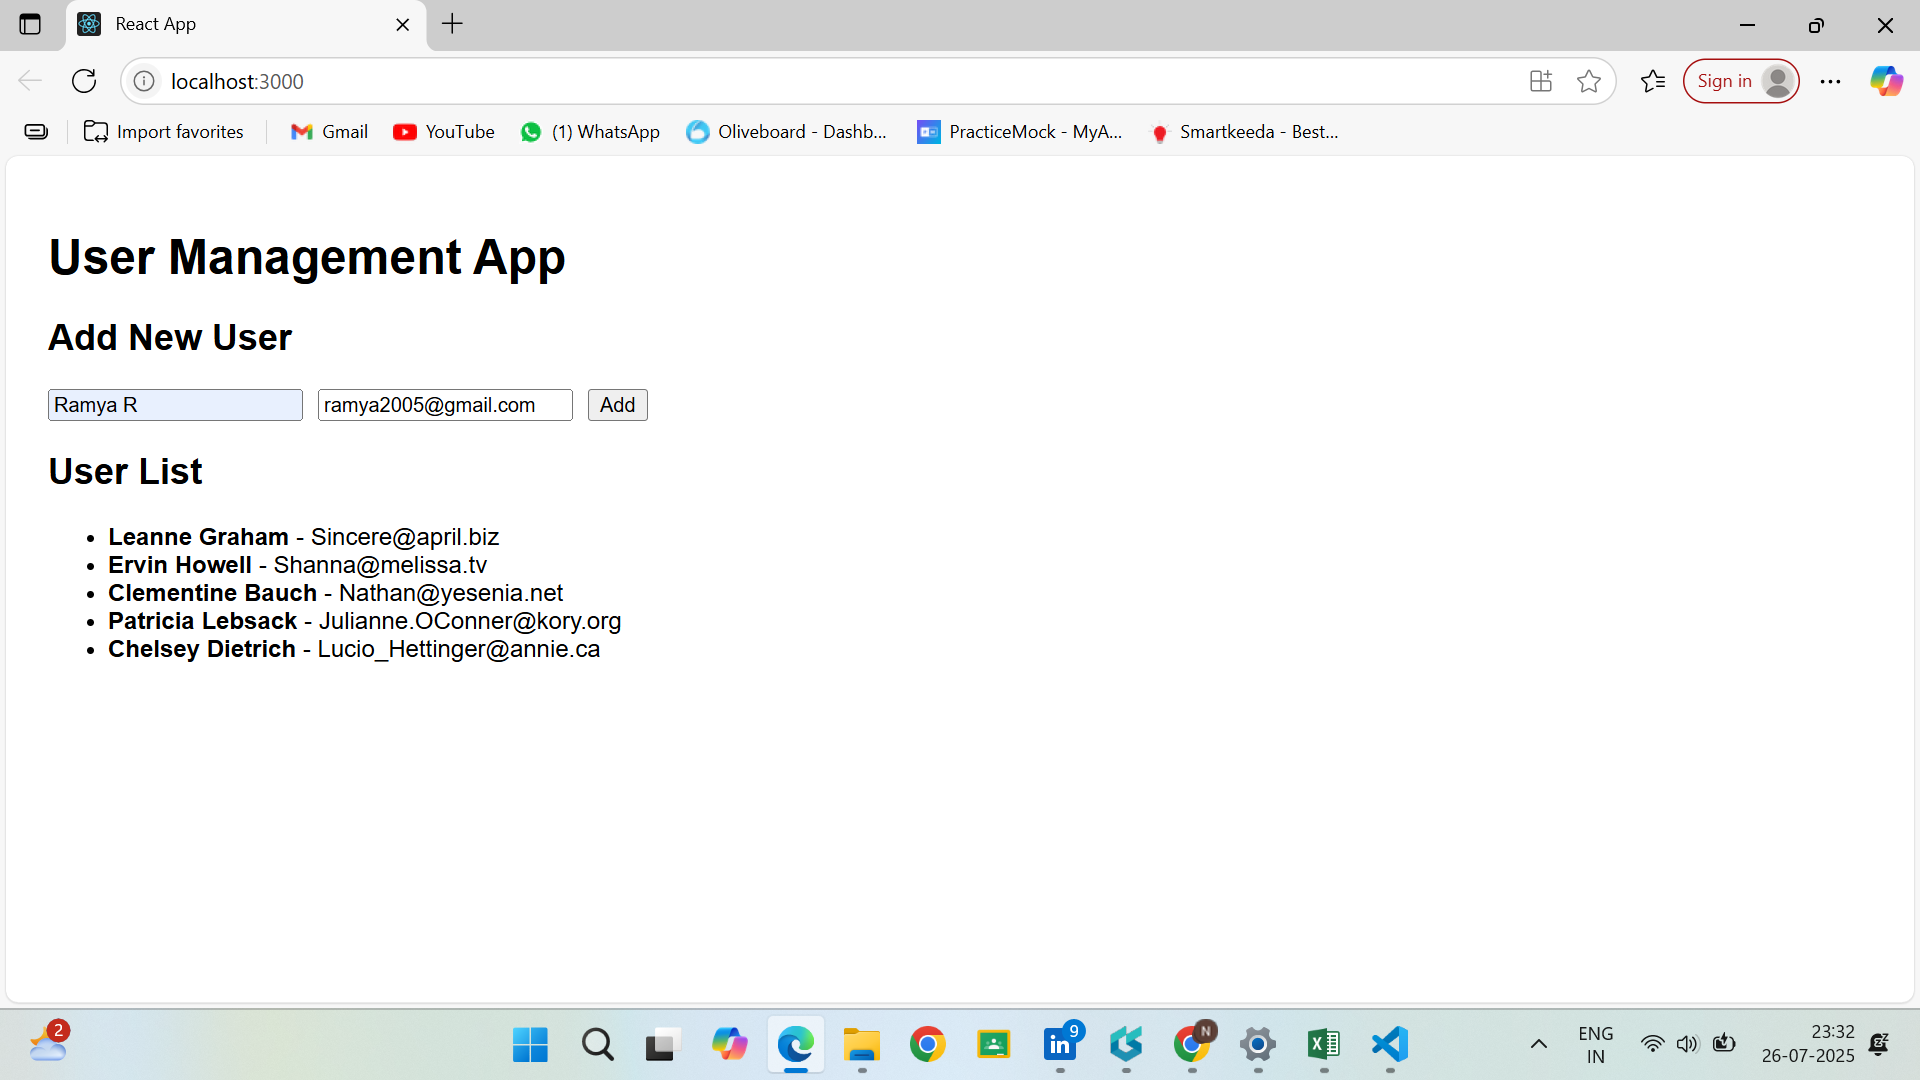 React App
localhost:3000
Sign in
Import favorites
Gmail
YouTube
(1) WhatsApp
Oliveboard - Dashb...
PracticeMock - MyA...
Smartkeeda - Best...
User Management App
Add New User
Ramya R
ramya2005@gmail.com
Add
User List
• Leanne Graham - Sincere@april.biz
• Ervin Howell - Shanna@melissa.tv
• Clementine Bauch - Nathan@yesenia.net
• Patricia Lebsack - Julianne.OConner@kory.org
• Chelsey Dietrich - Lucio_Hettinger@annie.ca
2
9
N
ENG
IN
23:32
26-07-2025